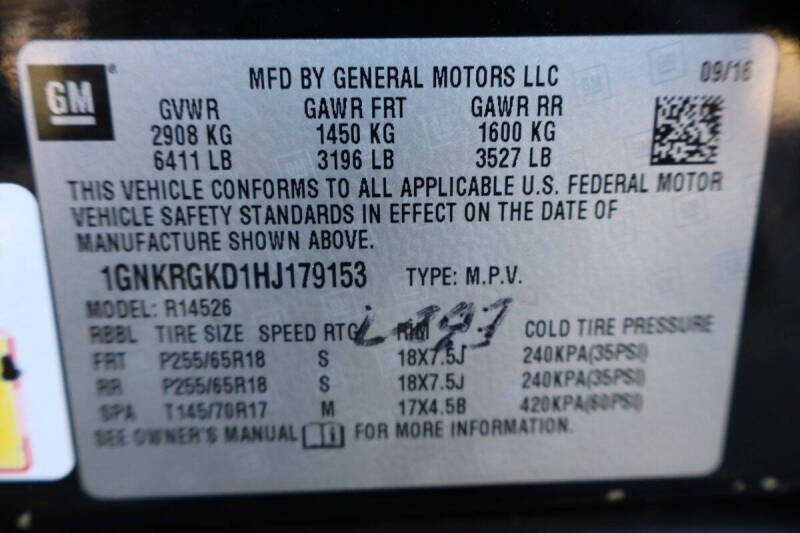 GM
MFD BY GENERAL MOTORS LLC 09/16
GVWR GAWR FRT GAWR RR
2908 KG 1450 KG 1600 KG
6411 LB 3196 LB 3527 LB
THIS VEHICLE CONFORMS TO ALL APPLICABLE U.S. FEDERAL MOTOR
VEHICLE SAFETY STANDARDS IN EFFECT ON THE DATE OF
MANUFACTURE SHOWN ABOVE.
1GNKRGKD1HJ179153 TYPE: M.P.V.
MODEL: R14526
RBBL TIRE SIZE SPEED RTG RIM COLD TIRE PRESSURE
FRT P255/65R18 S 18X7.5J 240KPA(35PSI)
RR P255/65R18 S 18X7.5J 240KPA(35PSI)
SPA T145/70R17 M 17X4.5B 420KPA(60PSI)
SEE OWNER'S MANUAL FOR MORE INFORMATION.